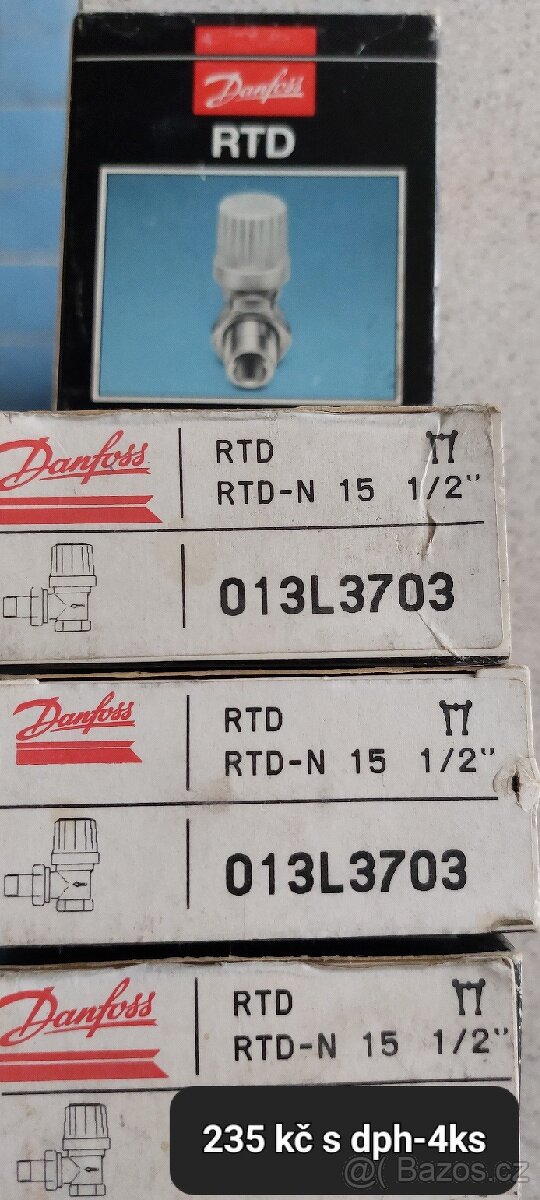 Danfoss
RTD
Danfoss
RTD
RTD-N 15 1/2"
013L3703
Danfoss
RTD
RTD-N 15 1/2"
013L3703
Danfoss
RTD
RTD-N 15 1/2"
235 kč s dph-4ks
Bazos.cz